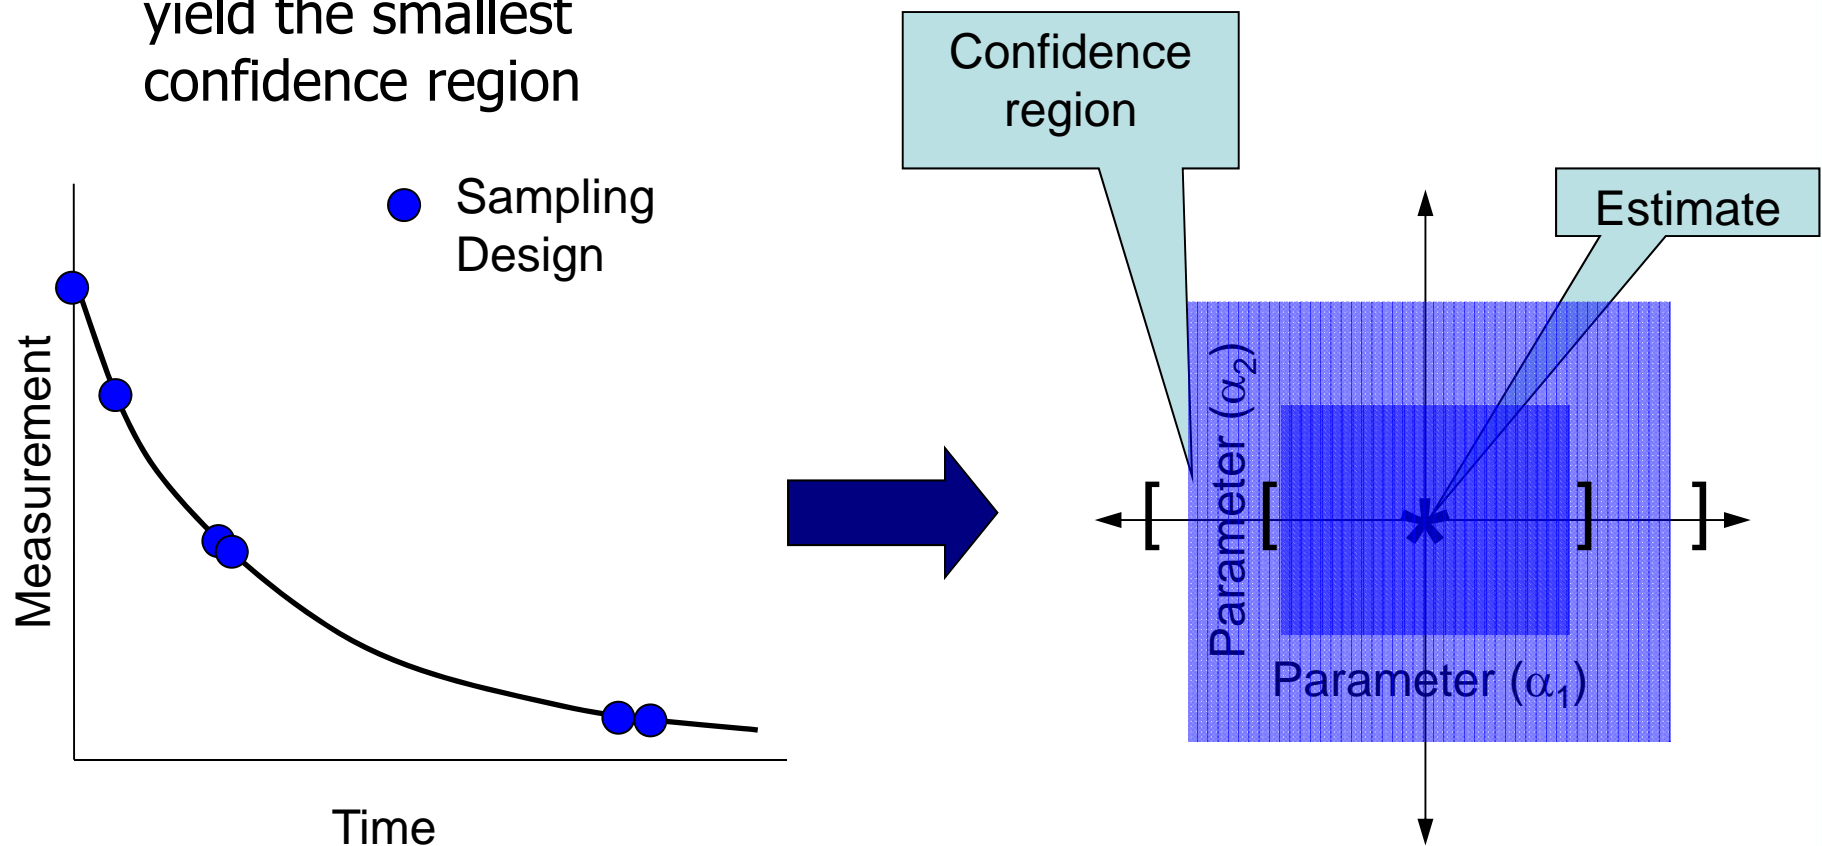 yield the smallest
confidence region
Sampling
Design
Measurement
Time
Confidence
region
Estimate
Parameter (α₂)
[ [ * ] ]
Parameter (α₁)